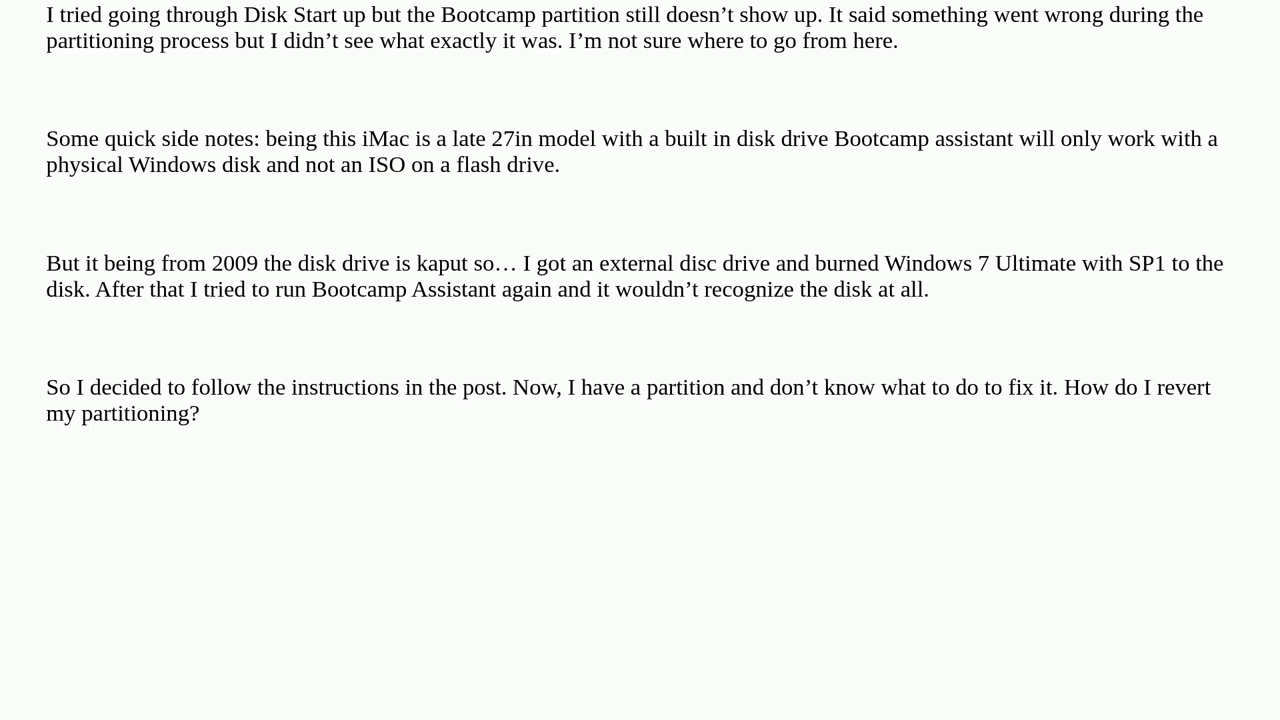 I tried going through Disk Start up but the Bootcamp partition still doesn’t show up. It said something went wrong during the
partitioning process but I didn’t see what exactly it was. I’m not sure where to go from here.
Some quick side notes: being this iMac is a late 27in model with a built in disk drive Bootcamp assistant will only work with a
physical Windows disk and not an ISO on a flash drive.
But it being from 2009 the disk drive is kaput so… I got an external disc drive and burned Windows 7 Ultimate with SP1 to the
disk. After that I tried to run Bootcamp Assistant again and it wouldn’t recognize the disk at all.
So I decided to follow the instructions in the post. Now, I have a partition and don’t know what to do to fix it. How do I revert
my partitioning?